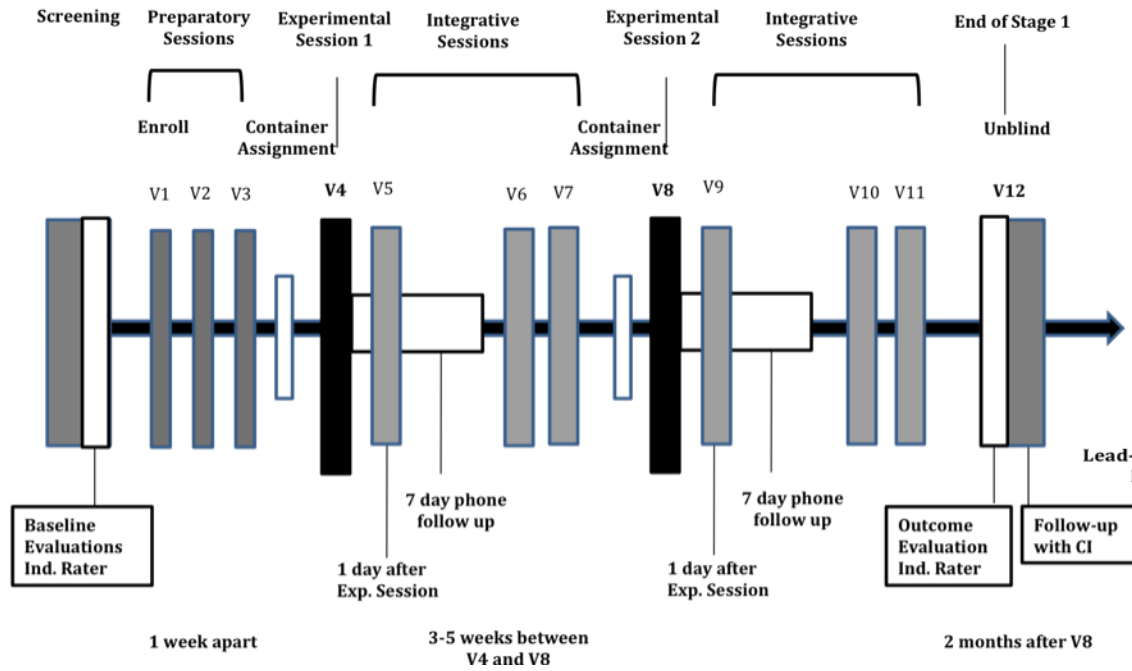 Screening
Preparatory
Sessions
Experimental
Session 1
Integrative
Sessions
Experimental
Session 2
Integrative
Sessions
End of Stage 1
Enroll
Container
Assignment
Container
Assignment
Unblind
V1
V2
V3
V4
V5
V6
V7
V8
V9
V10
V11
V12
Lead-
Baseline
Evaluations
Ind. Rater
7 day phone
follow up
1 day after
Exp. Session
7 day phone
follow up
1 day after
Exp. Session
Outcome
Evaluation
Ind. Rater
Follow-up
with CI
1 week apart
3-5 weeks between
V4 and V8
2 months after V8